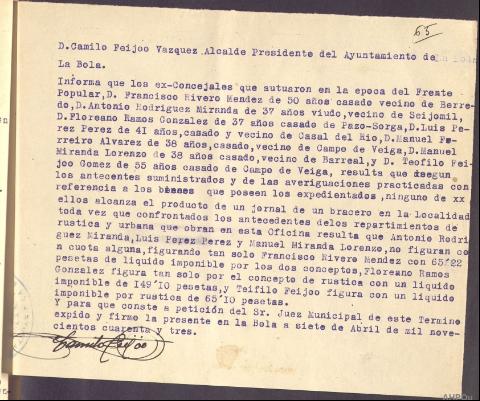 65
D.Camilo Feijoo Vazquez Alcalde Presidente del Ayuntamiento de
La Bola.
Informa que los ex-Concejales que autuaron en la epoca del Frente
Popular,D. Francisco Rivero Mendez de 50 años casado vecino de Berre-
do,D.Antonio Rodriguez Miranda de 37 años viudo,vecino de Seijomil,
D.Floreano Ramos Gonzalez de 37 años casado de Pazo-Sorga,D.Luis Pe-
rez Perez de 41 años,casado y vecino de Casal del Rio,D.Manuel Fe-
rreiro Alvarez de 38 años,casado,vecino de Campo de Veiga,D.Manuel
Miranda Lorenzo de 38 años casado,vecino de Barreal,y D. Teofilo Fei-
joo Gomez de 55 años casado de Campo de Veiga, resulta que segun
los antecentes suministrados y de las averiguaciones practicadas con
referencia a los bienes que poseen los expedientados,ninguno de xx
ellos alcanza el producto de un jornal de un bracero en la localidad
toda vez que confrontados los antecedentes delos repartimientos de
rustica y urbana que obran en esta Oficina resulta que Antonio Rodri
guez Miranda,Luis Perez Perez y Manuel Miranda Lorenzo,no figuran co
n cuota alguna,figurando tan solo Francisco Rivero Mendez con 65'22
pesetas de liquido imponible por los dos conceptos,Floreano Ramos
Gonzalez figura tan solo por el concepto de rustica con un liquido
imponible de I49'I0 pesetas,y Teifilo Feijoo figura con un liquido
imponible por rustica de 65'I0 pesetas.
Y para que conste a petición del Sr. Juez Municipal de este Termino
expido y firmo la presente en la Bola a siete de Abril de mil nove-
cientos cuarenta y tres.
Camilo Feijóo
AHPOu